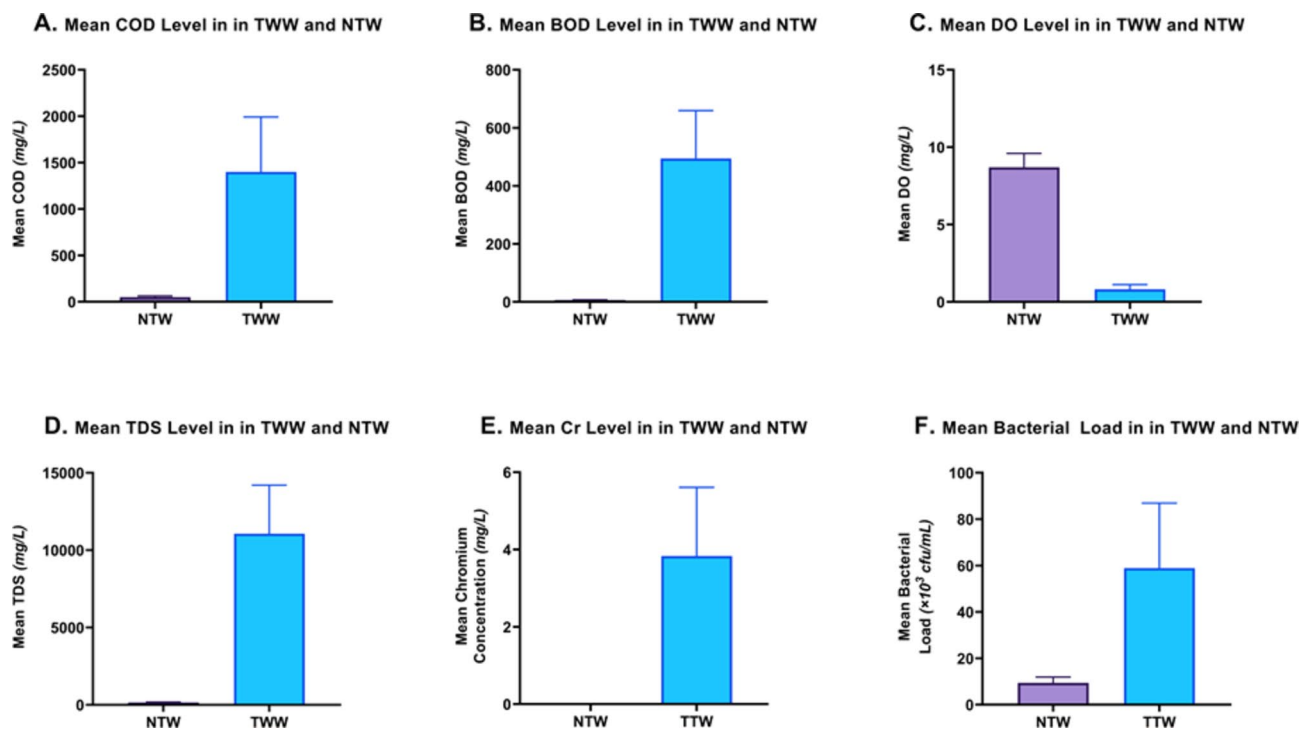 A. Mean COD Level in in TWW and NTW
2500
2000
1500
1000
500
0
Mean COD (mg/L)
NTW
TWW
B. Mean BOD Level in in TWW and NTW
800
600
400
200
0
Mean BOD (mg/L)
NTW
TWW
C. Mean DO Level in in TWW and NTW
15
10
5
0
Mean DO (mg/L)
NTW
TWW
D. Mean TDS Level in in TWW and NTW
15000
10000
5000
0
Mean TDS (mg/L)
NTW
TWW
E. Mean Cr Level in in TWW and NTW
6
4
2
0
Mean Chromium
Concentration (mg/L)
NTW
TTW
F. Mean Bacterial Load in in TWW and NTW
100
80
60
40
20
0
Mean Bacterial
Load (×10³ cfu/mL)
NTW
TTW